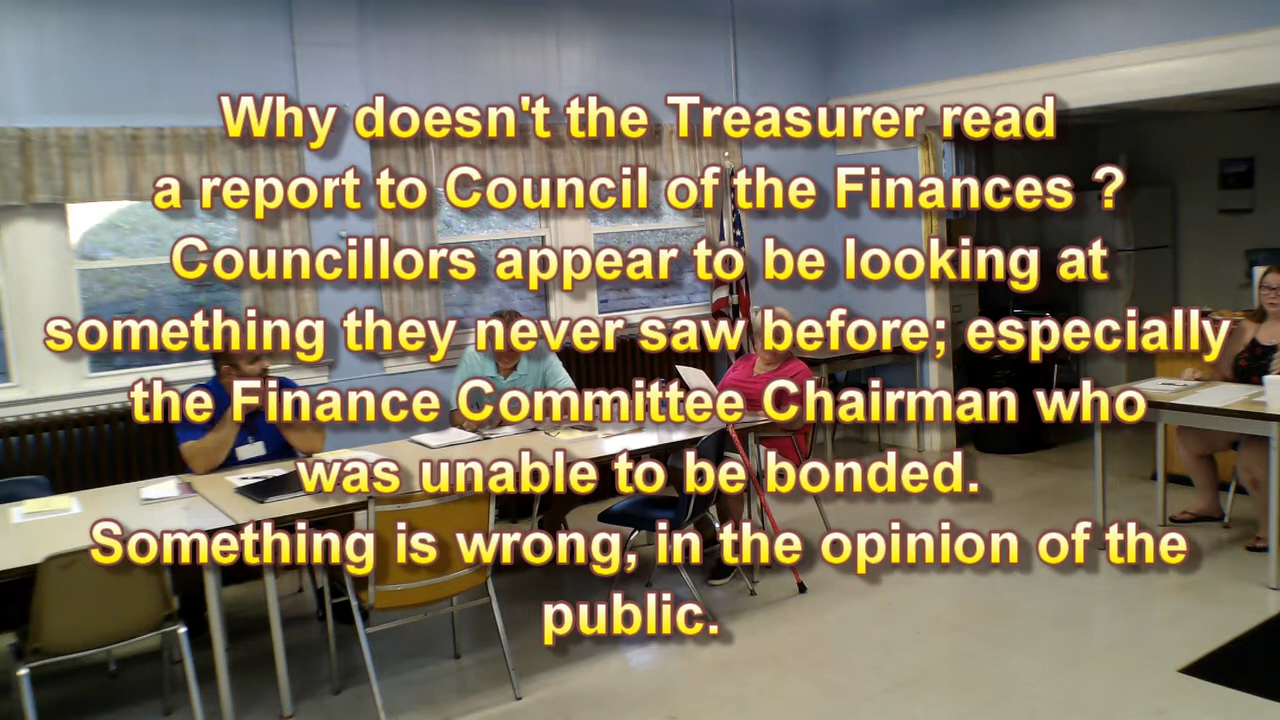 Why doesn't the Treasurer read
a report to Council of the Finances ?
Councillors appear to be looking at
something they never saw before; especially
the Finance Committee Chairman who
was unable to be bonded.
Something is wrong, in the opinion of the
public.